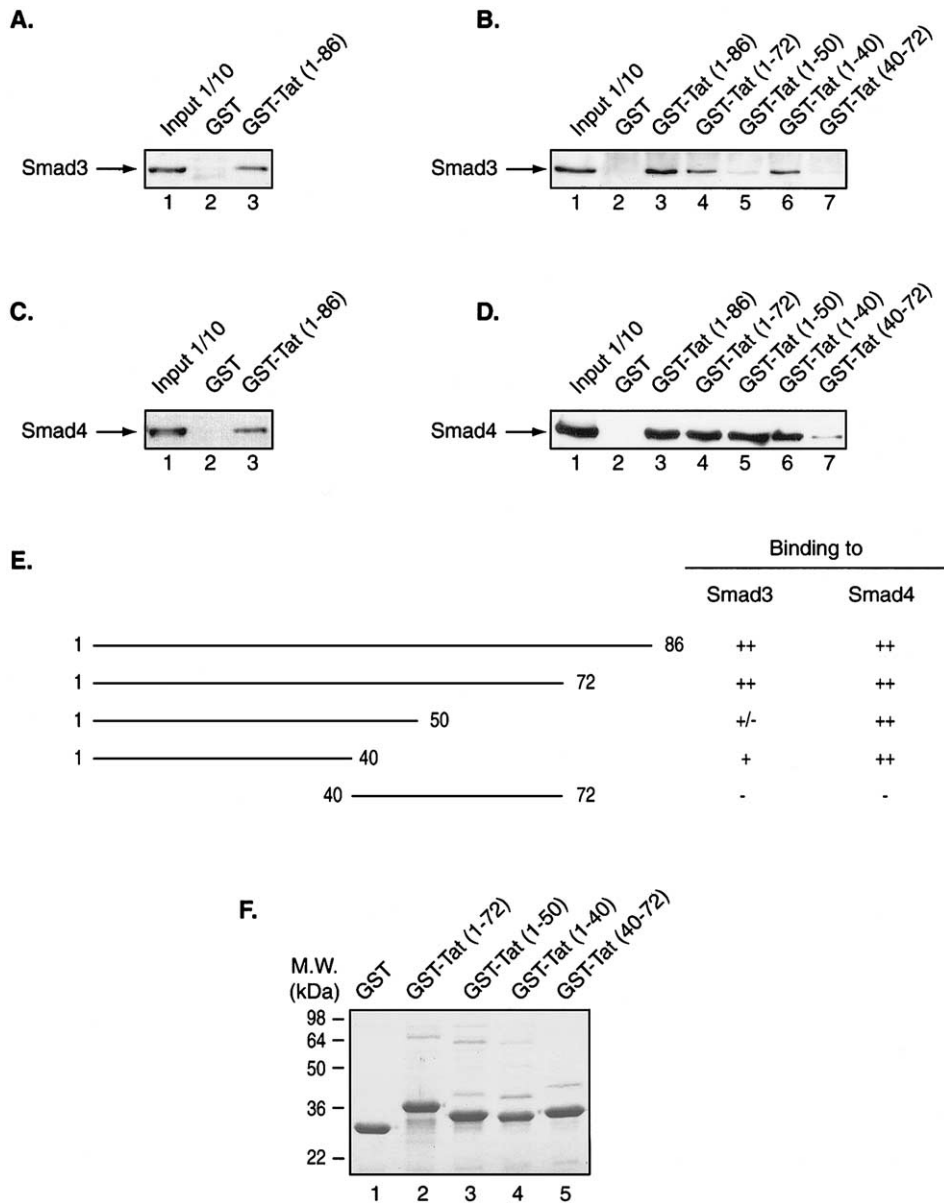 A.
Input 1/10
GST
GST-Tat (1-86)
Smad3
1 2 3
B.
Input 1/10
GST
GST-Tat (1-86)
GST-Tat (1-72)
GST-Tat (1-50)
GST-Tat (1-40)
GST-Tat (40-72)
Smad3
1 2 3 4 5 6 7
C.
Input 1/10
GST
GST-Tat (1-86)
Smad4
1 2 3
D.
Input 1/10
GST
GST-Tat (1-86)
GST-Tat (1-72)
GST-Tat (1-50)
GST-Tat (1-40)
GST-Tat (40-72)
Smad4
1 2 3 4 5 6 7
E.
Binding to
Smad3 Smad4
1 86 ++ ++
1 72 ++ ++
1 50 +/- ++
1 40 + ++
40 72 - -
F.
M.W.
(kDa)
GST
GST-Tat (1-72)
GST-Tat (1-50)
GST-Tat (1-40)
GST-Tat (40-72)
98
64
50
36
22
1 2 3 4 5